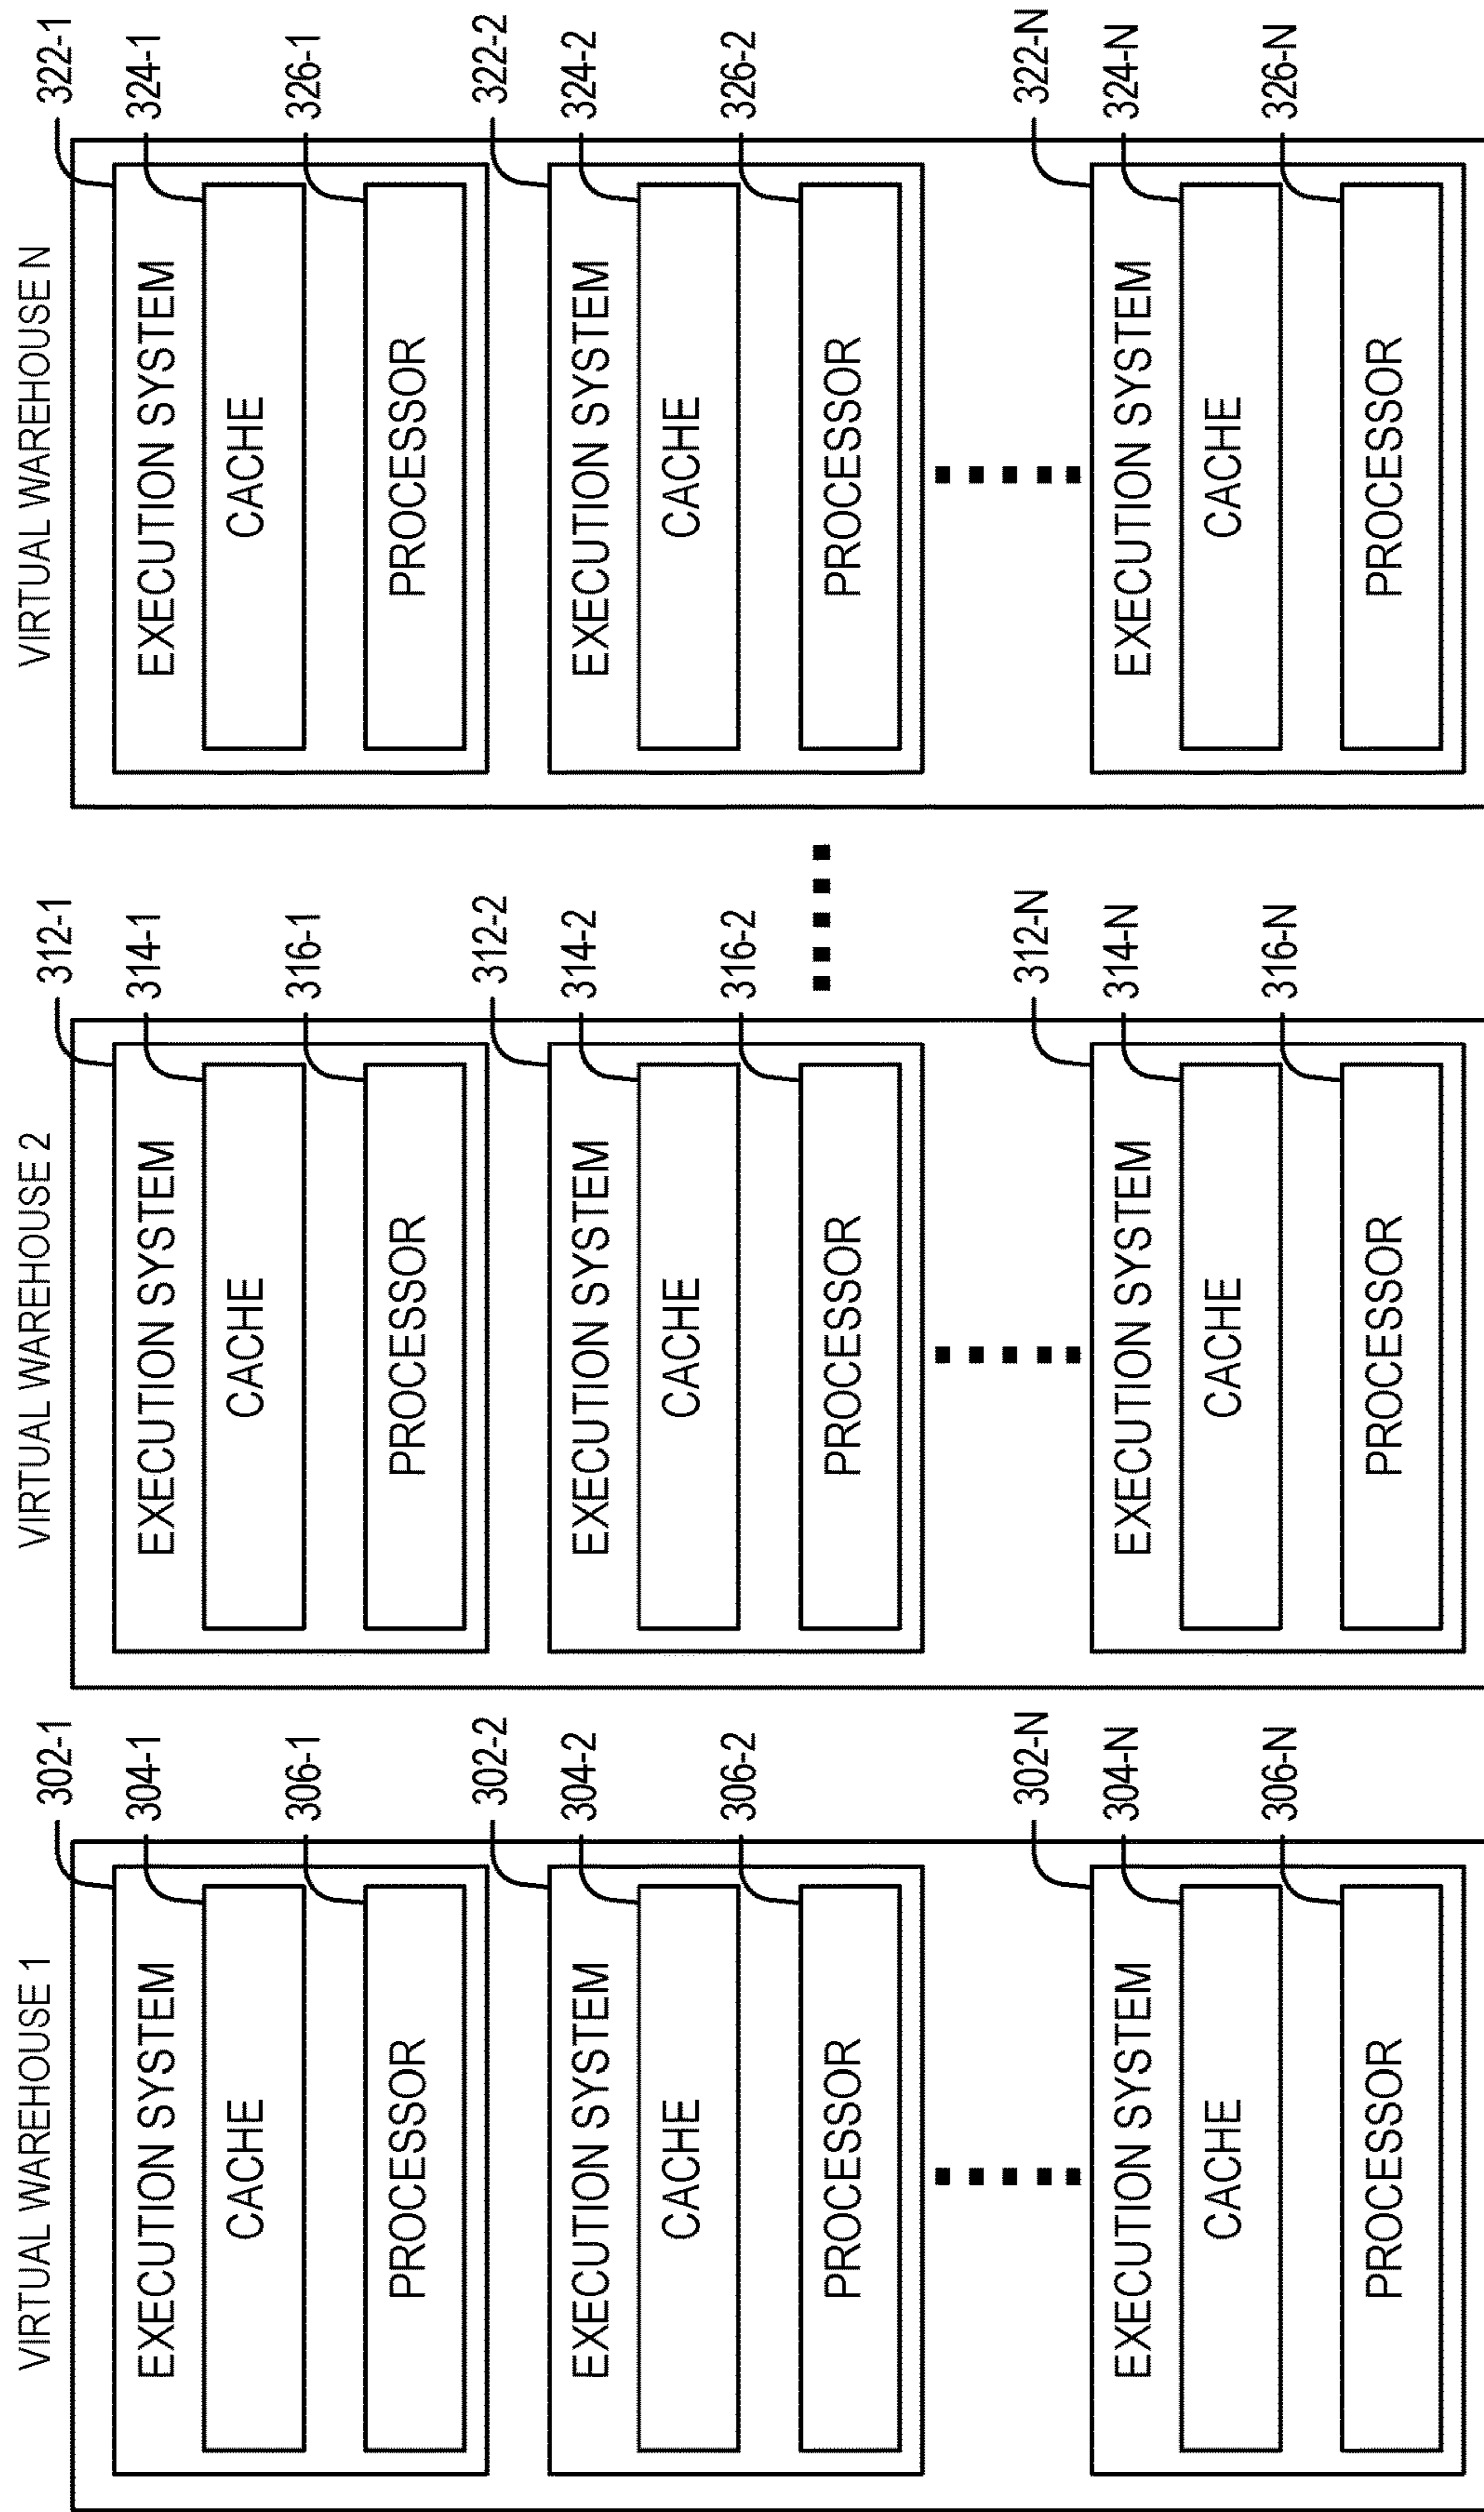 VIRTUAL WAREHOUSE 1
302-1
EXECUTION SYSTEM
304-1
CACHE
306-1
PROCESSOR
302-2
EXECUTION SYSTEM
304-2
CACHE
306-2
PROCESSOR
302-N
EXECUTION SYSTEM
304-N
CACHE
306-N
PROCESSOR
VIRTUAL WAREHOUSE 2
312-1
EXECUTION SYSTEM
314-1
CACHE
316-1
PROCESSOR
312-2
EXECUTION SYSTEM
314-2
CACHE
316-2
PROCESSOR
312-N
EXECUTION SYSTEM
314-N
CACHE
316-N
PROCESSOR
VIRTUAL WAREHOUSE N
322-1
EXECUTION SYSTEM
324-1
CACHE
326-1
PROCESSOR
322-2
EXECUTION SYSTEM
324-2
CACHE
326-2
PROCESSOR
322-N
EXECUTION SYSTEM
324-N
CACHE
326-N
PROCESSOR